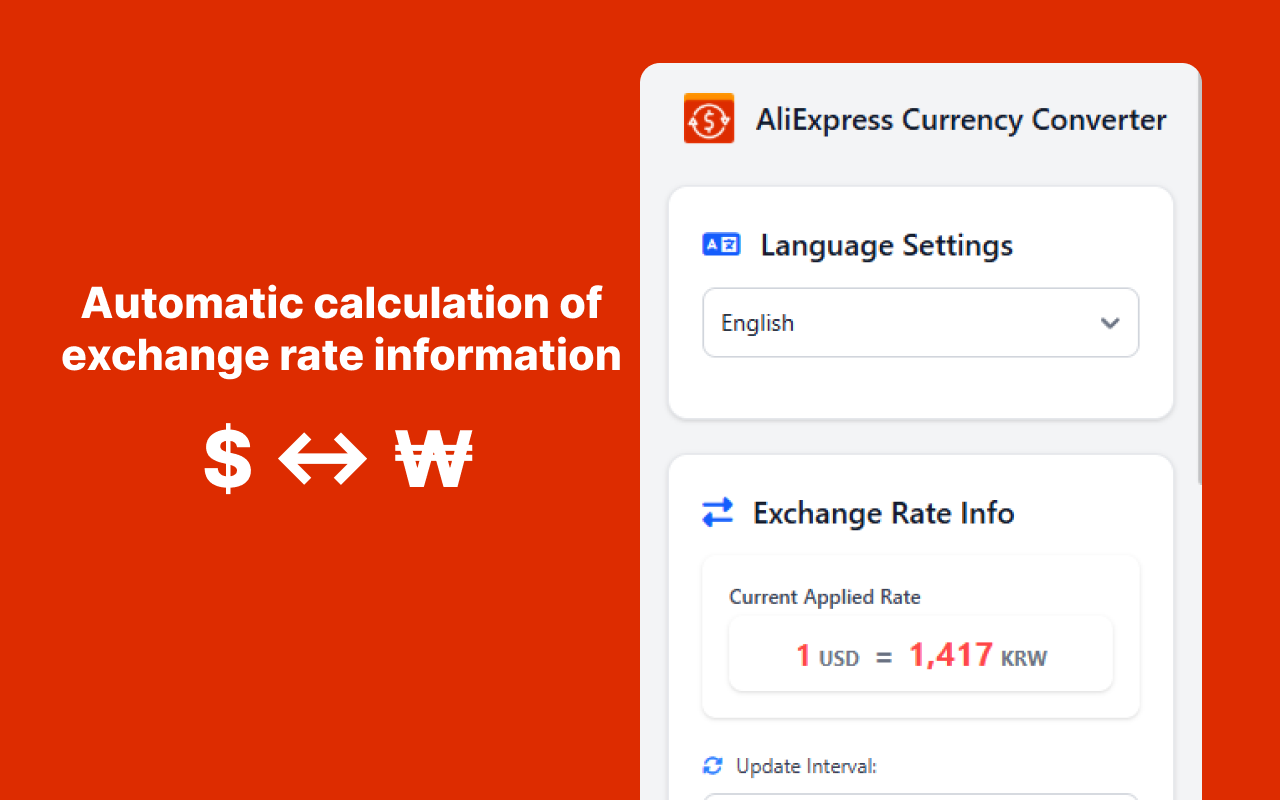 Automatic calculation of
exchange rate information
$ ↔ ₩
AliExpress Currency Converter
Language Settings
English
Exchange Rate Info
Current Applied Rate
1 USD = 1,417 KRW
Update Interval: